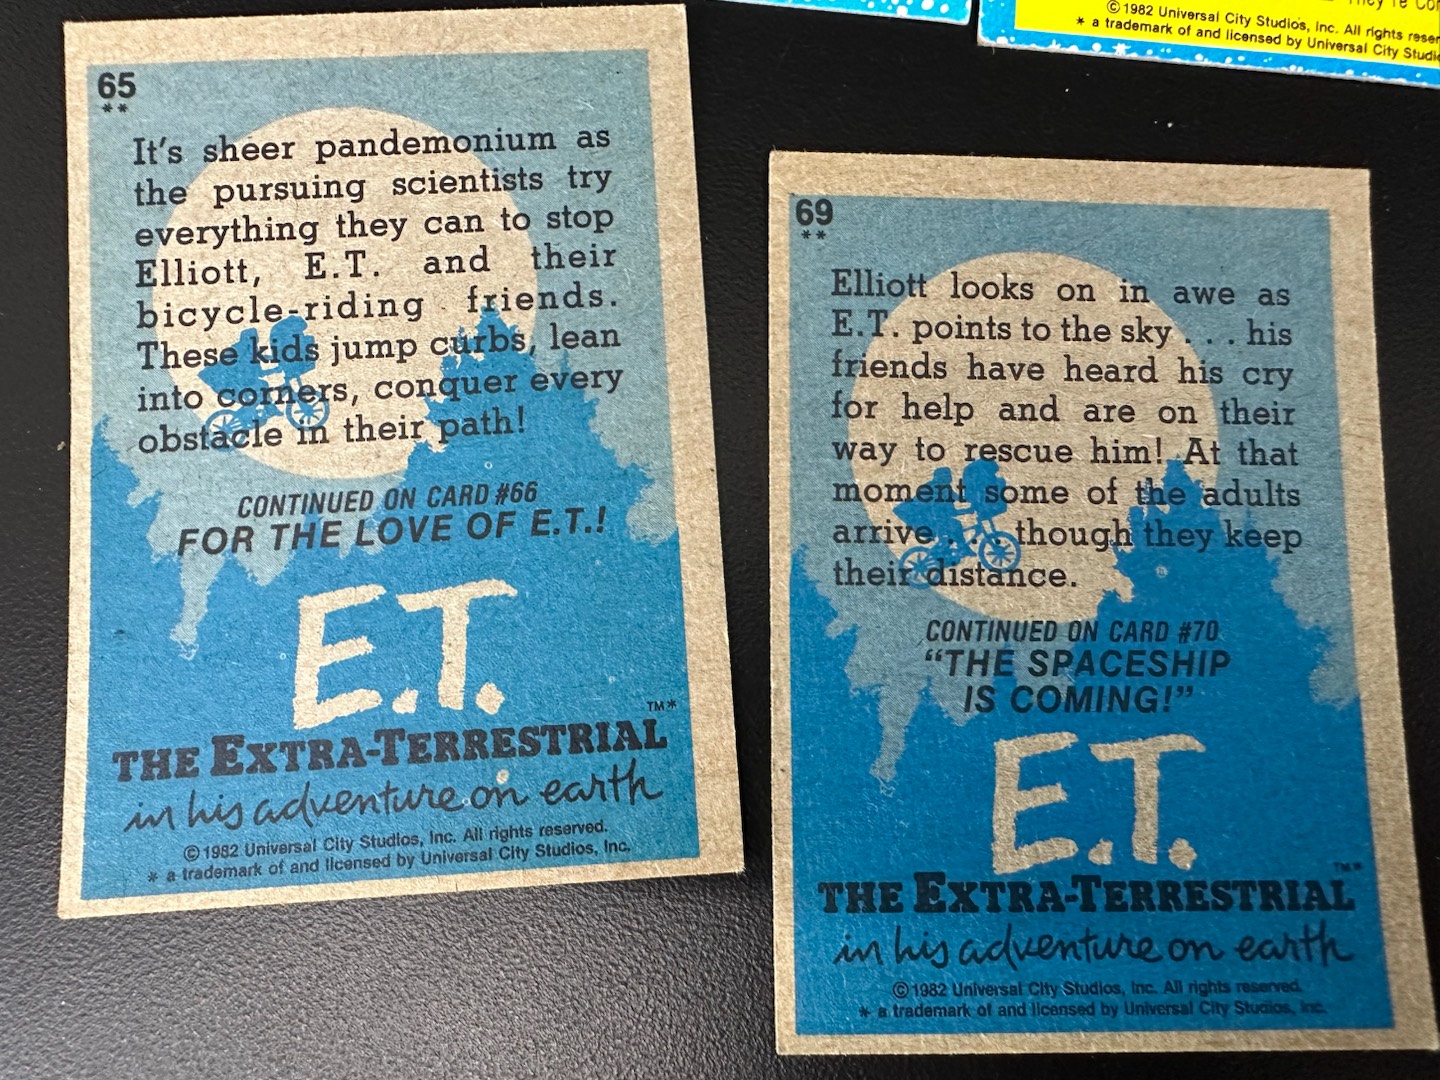 They're Co
©1982 Universal City Studios, Inc. All rights reser
* a trademark of and licensed by Universal City Studi
65
**
It's sheer pandemonium as
the pursuing scientists try
everything they can to stop
Elliott, E.T. and their
bicycle-riding friends.
These kids jump curbs, lean
into corners, conquer every
obstacle in their path!
CONTINUED ON CARD #66
FOR THE LOVE OF E.T.!
E.T.
TM*
THE EXTRA-TERRESTRIAL
in his adventure on earth
©1982 Universal City Studios, Inc. All rights reserved.
* a trademark of and licensed by Universal City Studios, Inc.
69
**
Elliott looks on in awe as
E.T. points to the sky . . . his
friends have heard his cry
for help and are on their
way to rescue him! At that
moment some of the adults
arrive . . . though they keep
their distance.
CONTINUED ON CARD #70
"THE SPACESHIP
IS COMING!"
E.T.
TM*
THE EXTRA-TERRESTRIAL
in his adventure on earth
©1982 Universal City Studios, Inc. All rights reserved.
* a trademark of and licensed by Universal City Studios, Inc.